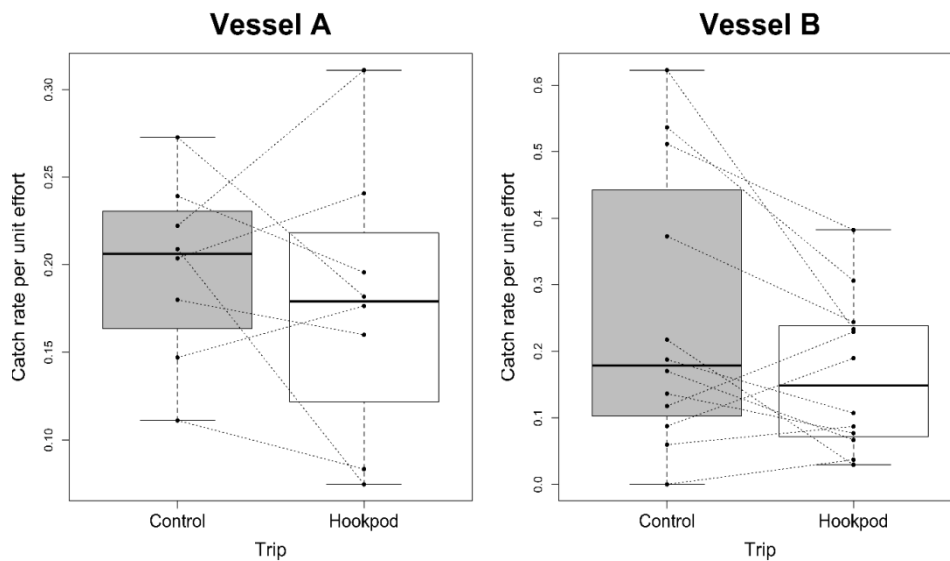 Vessel A
Catch rate per unit effort
0.30
0.25
0.20
0.15
0.10
Control
Hookpod
Trip
Vessel B
Catch rate per unit effort
0.6
0.5
0.4
0.3
0.2
0.1
0.0
Control
Hookpod
Trip